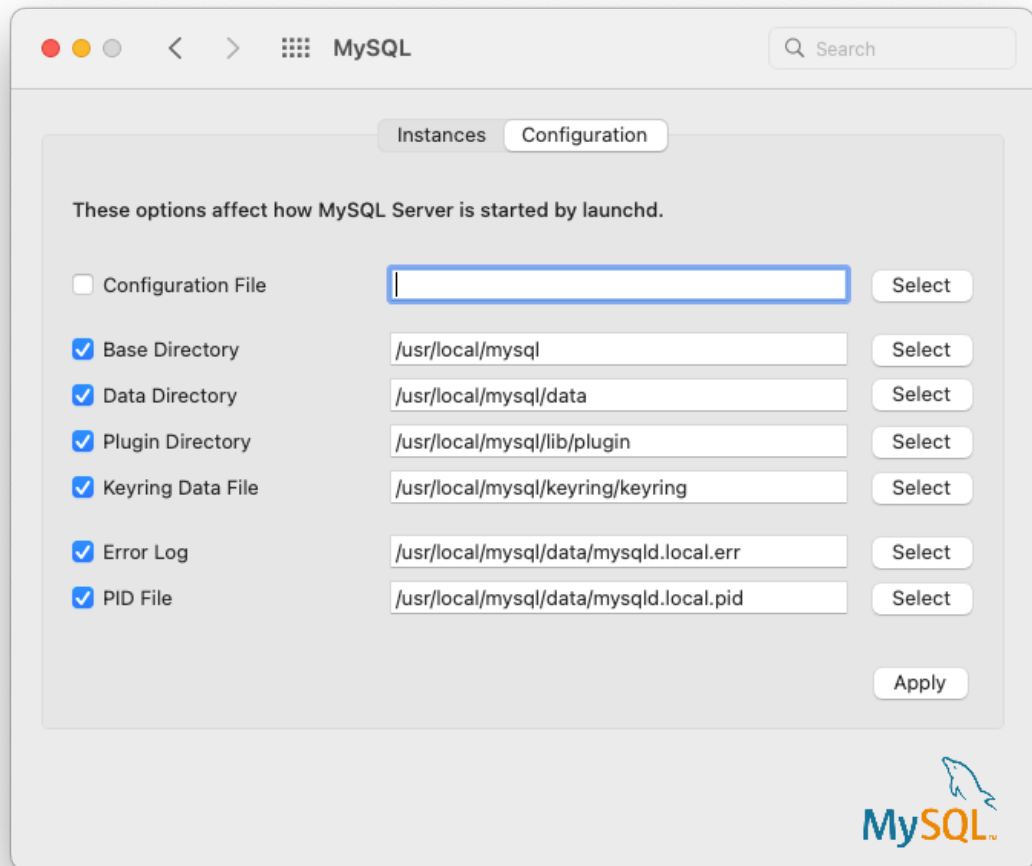 MySQL
Search
Instances Configuration
These options affect how MySQL Server is started by launchd.
Configuration File Select
Base Directory /usr/local/mysql Select
Data Directory /usr/local/mysql/data Select
Plugin Directory /usr/local/mysql/lib/plugin Select
Keyring Data File /usr/local/mysql/keyring/keyring Select
Error Log /usr/local/mysql/data/mysqld.local.err Select
PID File /usr/local/mysql/data/mysqld.local.pid Select
Apply
MySQL™